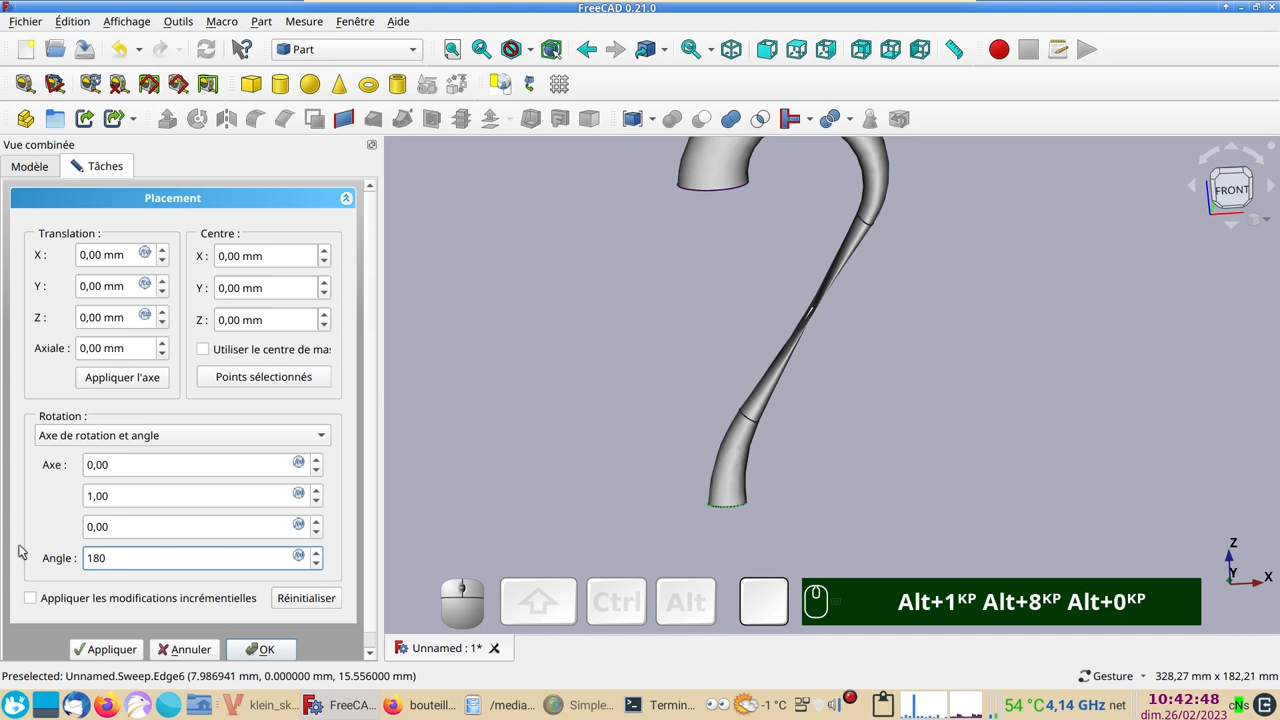 FreeCAD 0.21.0
Fichier Édition Affichage Outils Macro Part Mesure Fenêtre Aide
Part
Vue combinée
Modèle Tâches
Placement
Translation : Centre :
X : 0,00 mm X : 0,00 mm
Y : 0,00 mm Y : 0,00 mm
Z : 0,00 mm Z : 0,00 mm
Axiale : 0,00 mm Utiliser le centre de mas
Appliquer l'axe Points sélectionnés
Rotation :
Axe de rotation et angle
Axe : 0,00
1,00
0,00
Angle : 180
Appliquer les modifications incrémentielles Réinitialiser
Appliquer Annuler OK
FRONT
Z
Y X
Ctrl Alt Alt+1ᴷᴾ Alt+8ᴷᴾ Alt+0ᴷᴾ
Unnamed : 1*
Preselected: Unnamed.Sweep.Edge6 (7.986941 mm, 0.000000 mm, 15.556000 mm) Gesture 328,27 mm x 182,21 mm
klein_sk... FreeCA... bouteill... /media... Simple... Termin... -1 °C 54 °C 4,14 GHz net 10:42:48
dim.26/02/2023